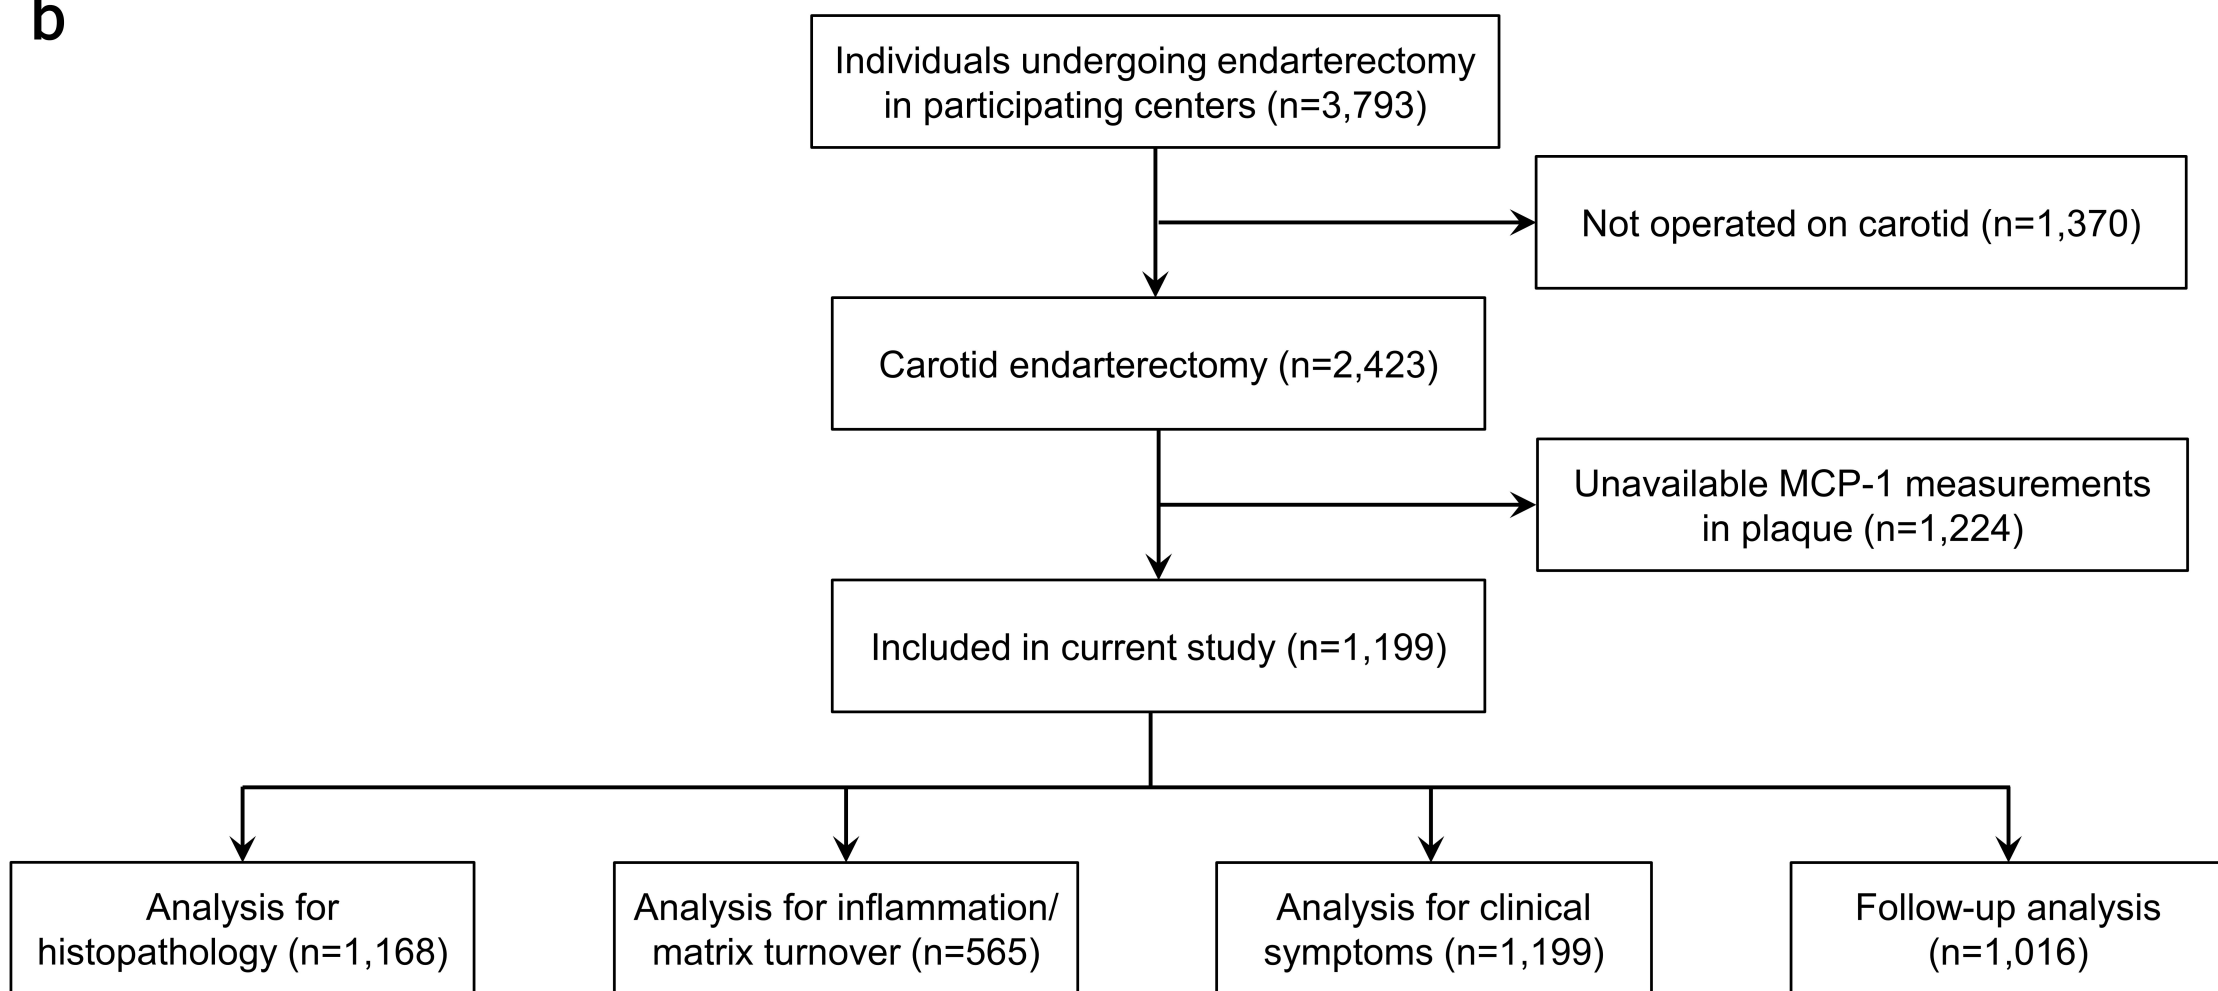 b
Individuals undergoing endarterectomy
in participating centers (n=3,793)
Not operated on carotid (n=1,370)
Carotid endarterectomy (n=2,423)
Unavailable MCP-1 measurements
in plaque (n=1,224)
Included in current study (n=1,199)
Analysis for
histopathology (n=1,168)
Analysis for inflammation/
matrix turnover (n=565)
Analysis for clinical
symptoms (n=1,199)
Follow-up analysis
(n=1,016)